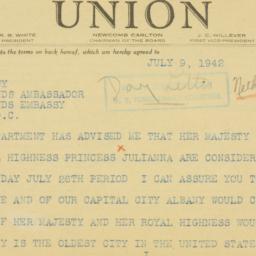 UNION
R. B. WHITE
PRESIDENT
NEWCOMB CARLTON
CHAIRMAN OF THE BOARD
J. C. WILLEVER
FIRST VICE-PRESIDENT
to the terms on back hereof, which are hereby agreed to
JULY 9, 1942
Day Letter
Neth
NDS AMBASSADOR
NDS EMBASSY
D.C.
PARTMENT HAS ADVISED ME THAT HER MAJESTY
HIGHNESS PRINCESS JULIANNA ARE CONSIDER
DAY JULY 26TH PERIOD I CAN ASSURE YOU T
E AND OF OUR CAPITAL CITY ALBANY WOULD C
OF HER MAJESTY AND HER ROYAL HIGHNESS WOU
Y IS THE OLDEST CITY IN THE UNITED STATE